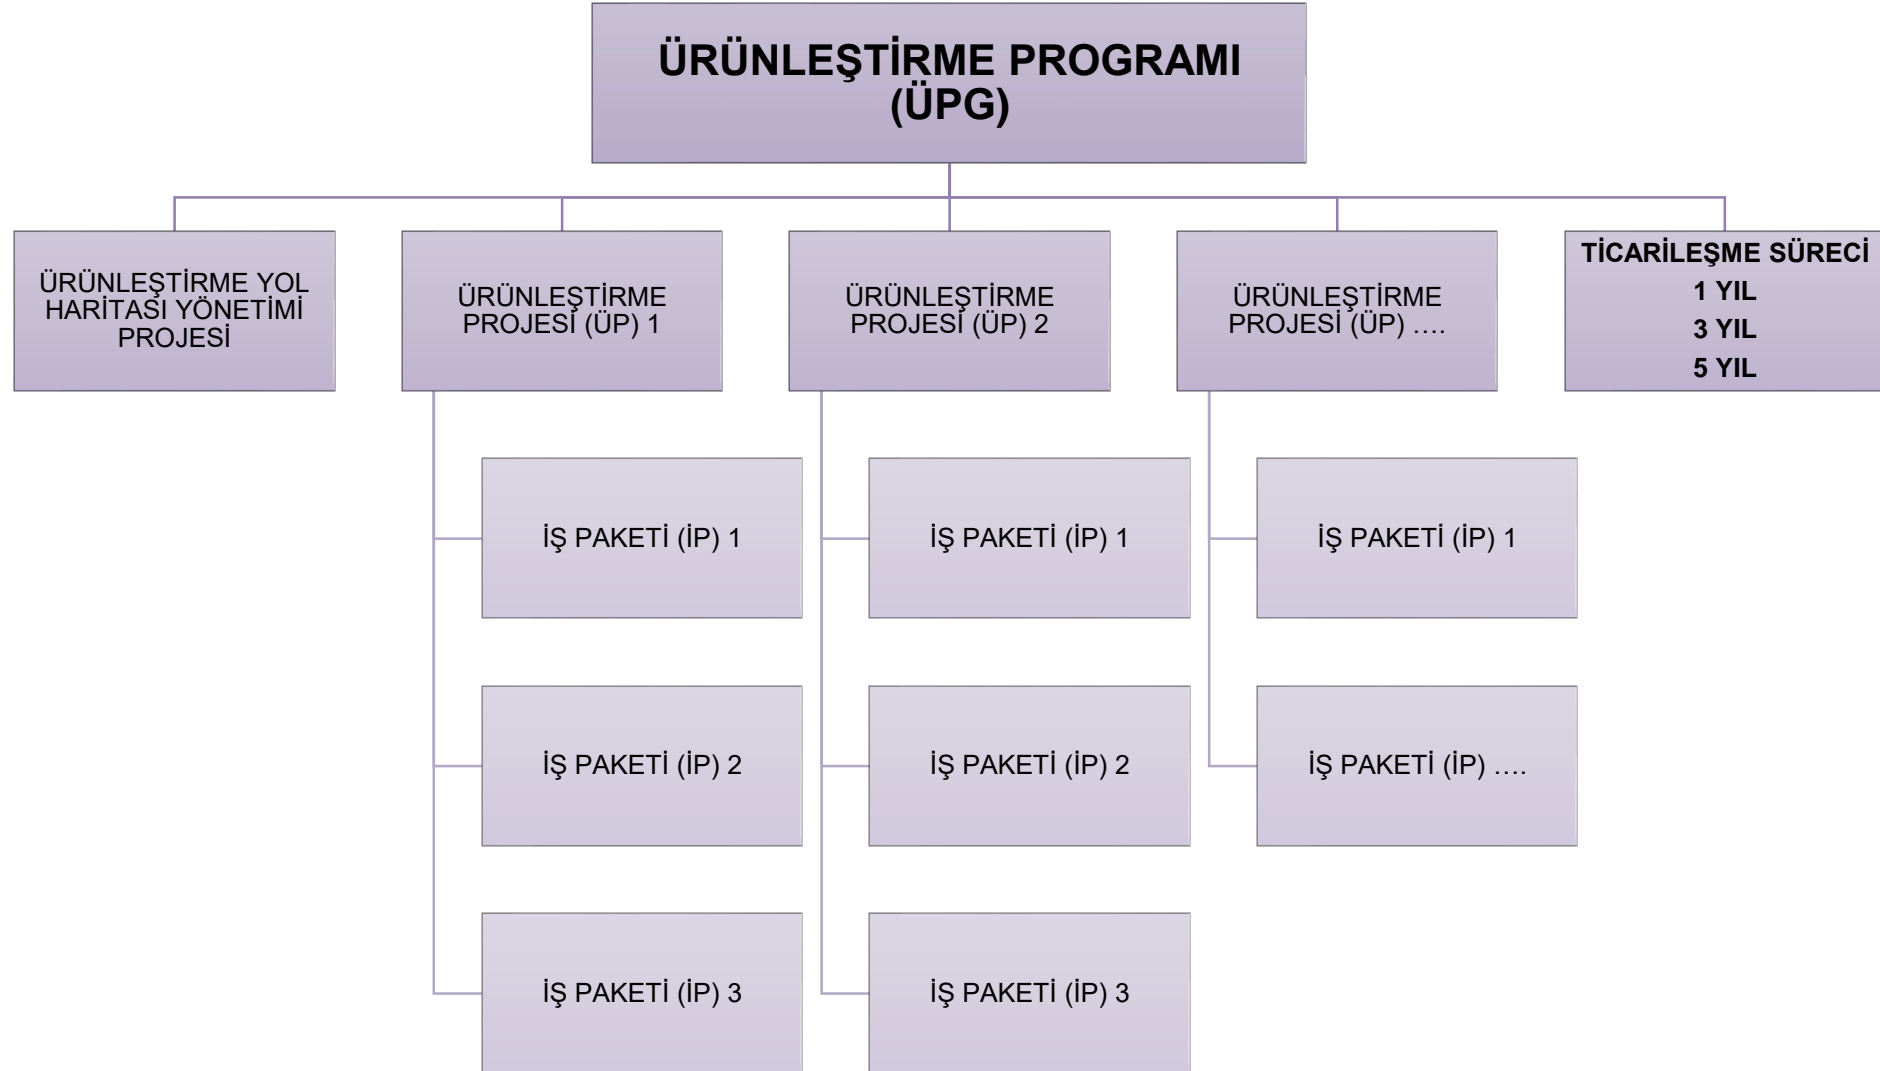 ÜRÜNLEŞTİRME PROGRAMI
(ÜPG)
ÜRÜNLEŞTİRME YOL
HARİTASI YÖNETİMİ
PROJESİ
ÜRÜNLEŞTİRME
PROJESİ (ÜP) 1
ÜRÜNLEŞTİRME
PROJESİ (ÜP) 2
ÜRÜNLEŞTİRME
PROJESİ (ÜP) ....
TİCARİLEŞME SÜRECİ
1 YIL
3 YIL
5 YIL
İŞ PAKETİ (İP) 1
İŞ PAKETİ (İP) 1
İŞ PAKETİ (İP) 1
İŞ PAKETİ (İP) 2
İŞ PAKETİ (İP) 2
İŞ PAKETİ (İP) ....
İŞ PAKETİ (İP) 3
İŞ PAKETİ (İP) 3